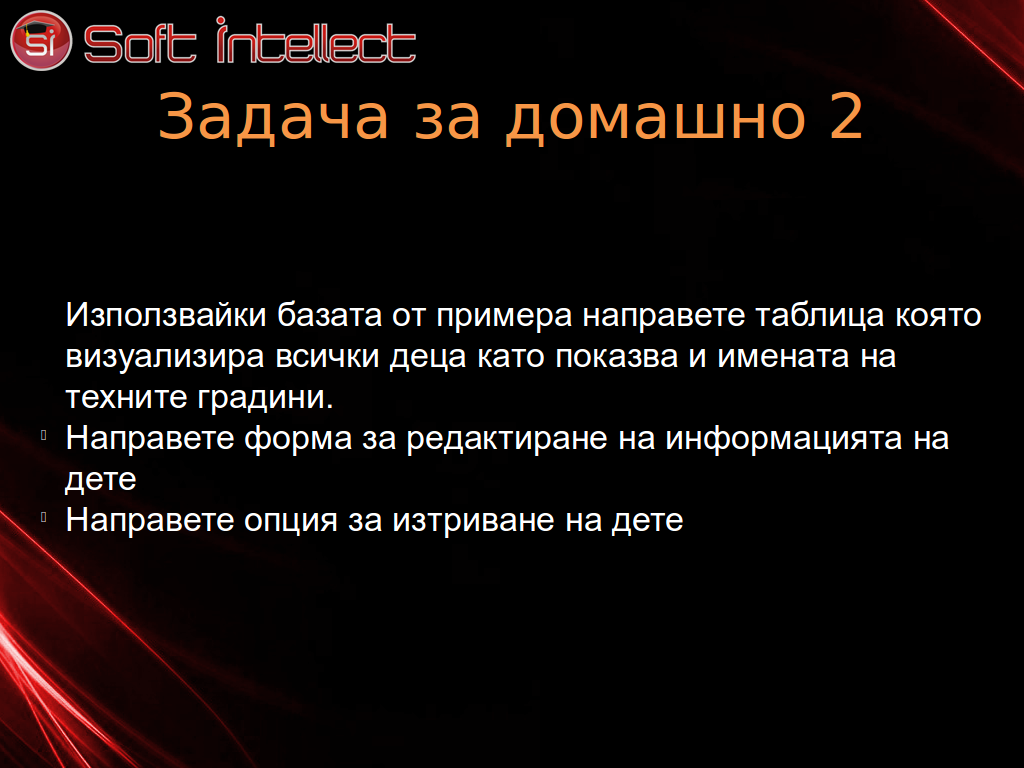 Si Soft Intellect
Задача за домашно 2
Използвайки базата от примера направете таблица която
визуализира всички деца като показва и имената на
техните градини.
Направете форма за редактиране на информацията на
дете
Направете опция за изтриване на дете